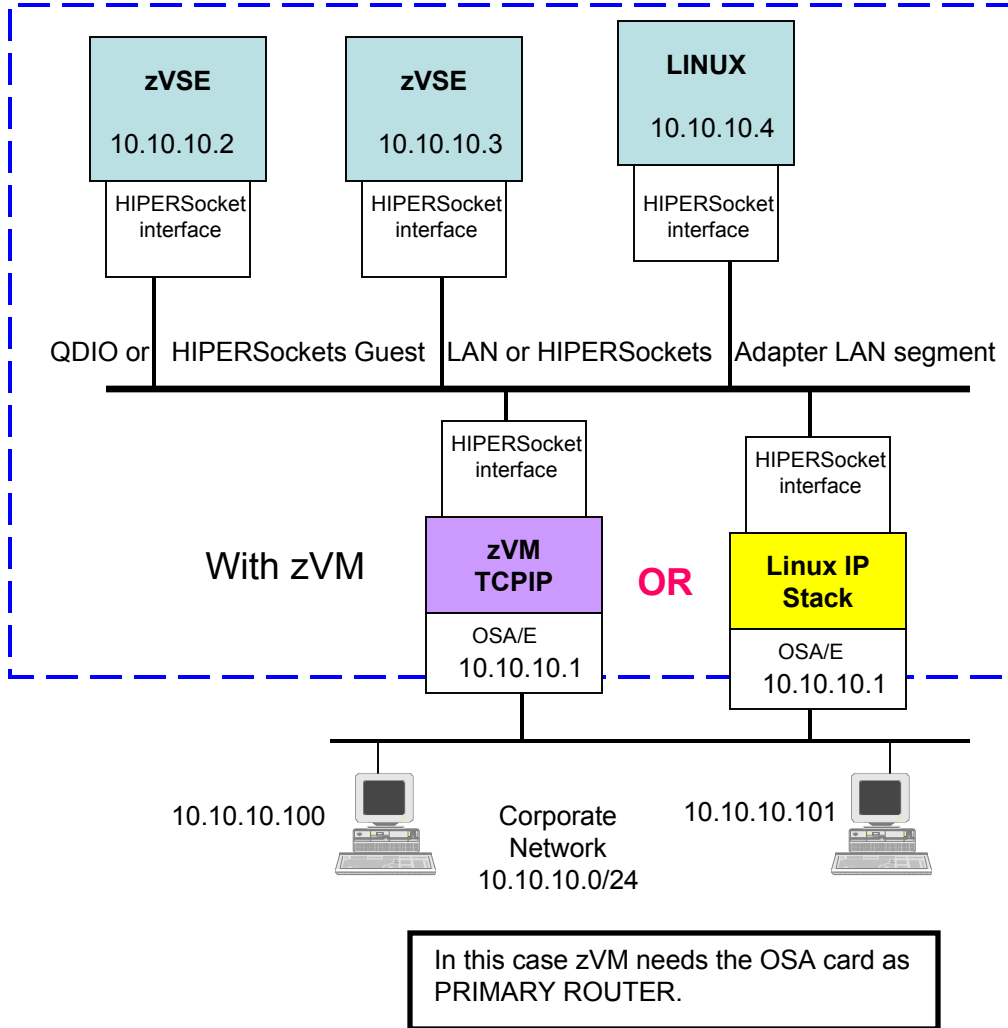 zVSE
10.10.10.2
zVSE
10.10.10.3
LINUX
10.10.10.4
HIPERSocket
interface
HIPERSocket
interface
HIPERSocket
interface
QDIO or HIPERSockets Guest LAN or HIPERSockets Adapter LAN segment
HIPERSocket
interface
HIPERSocket
interface
With zVM
zVM
TCPIP
OR
Linux IP
Stack
OSA/E
10.10.10.1
OSA/E
10.10.10.1
10.10.10.100
Corporate
Network
10.10.10.0/24
10.10.10.101
In this case zVM needs the OSA card as
PRIMARY ROUTER.